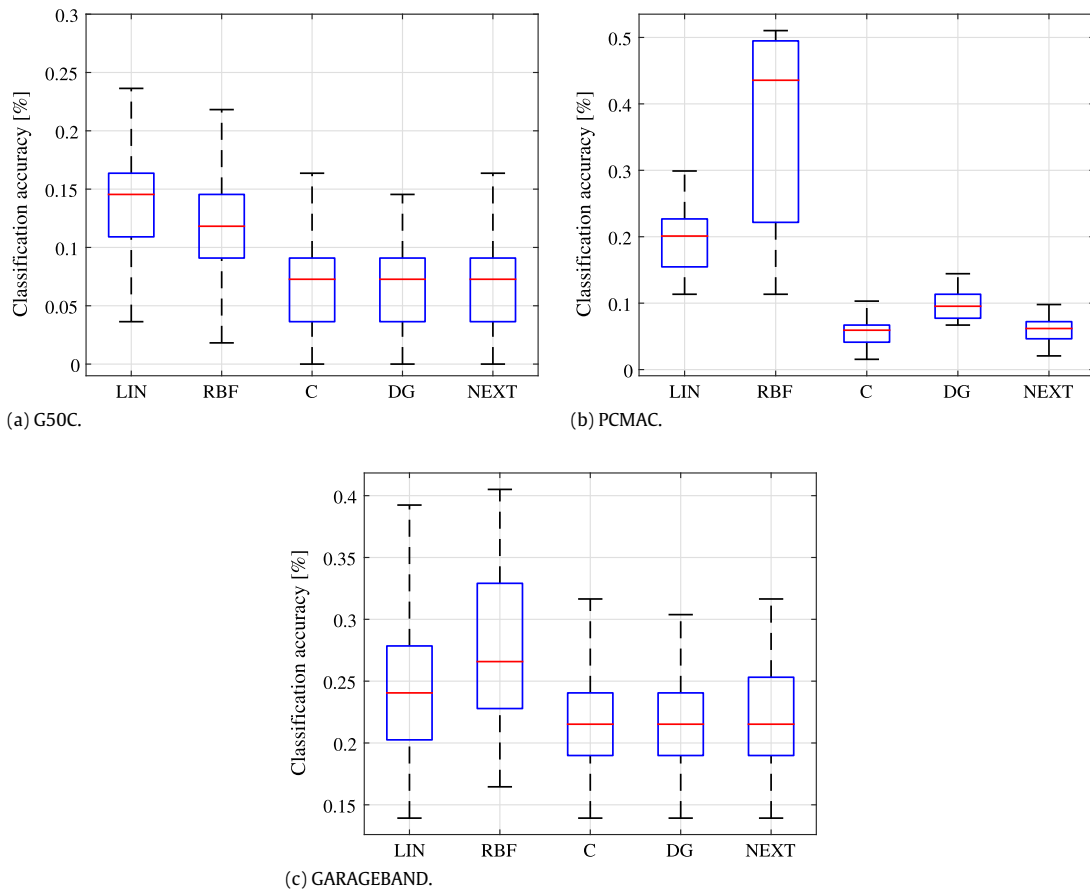 0.3
0.25
0.2
0.15
0.1
0.05
0
Classification accuracy [%]
LIN RBF C DG NEXT
(a) G50C.
0.5
0.4
0.3
0.2
0.1
0
Classification accuracy [%]
LIN RBF C DG NEXT
(b) PCMAC.
0.4
0.35
0.3
0.25
0.2
0.15
Classification accuracy [%]
LIN RBF C DG NEXT
(c) GARAGEBAND.